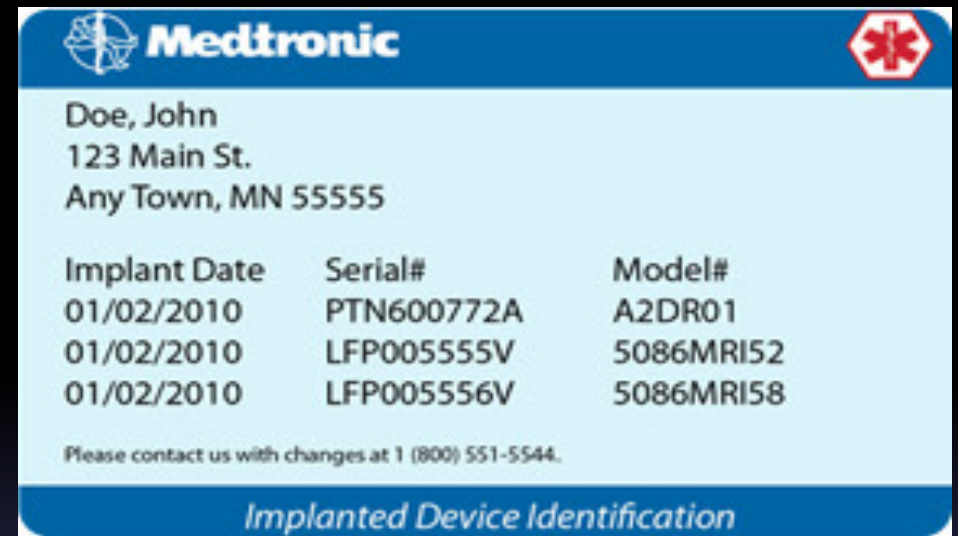 Medtronic
Doe, John
123 Main St.
Any Town, MN 55555
Implant Date Serial# Model#
01/02/2010 PTN600772A A2DR01
01/02/2010 LFP005555V 5086MRI52
01/02/2010 LFP005556V 5086MRI58
Please contact us with changes at 1 (800) 551-5544.
Implanted Device Identification